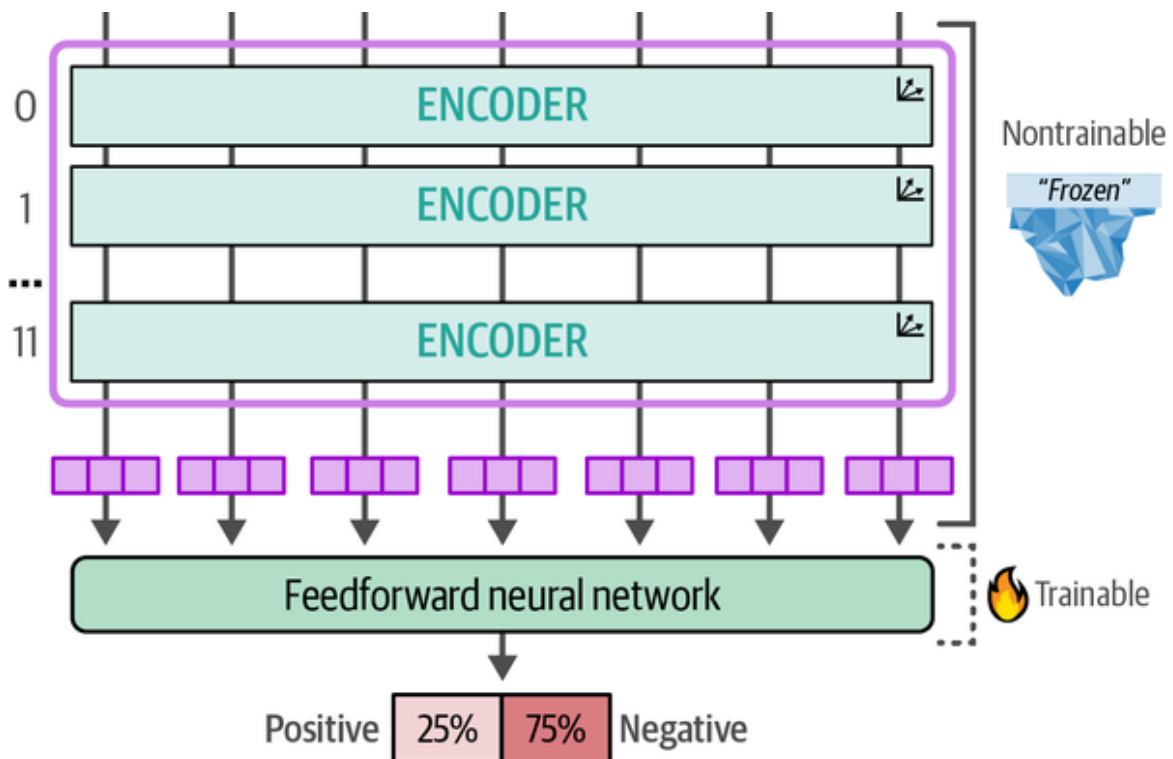 0
ENCODER
Nontrainable
"Frozen"
1
ENCODER
...
11
ENCODER
Feedforward neural network
Trainable
Positive 25% 75% Negative